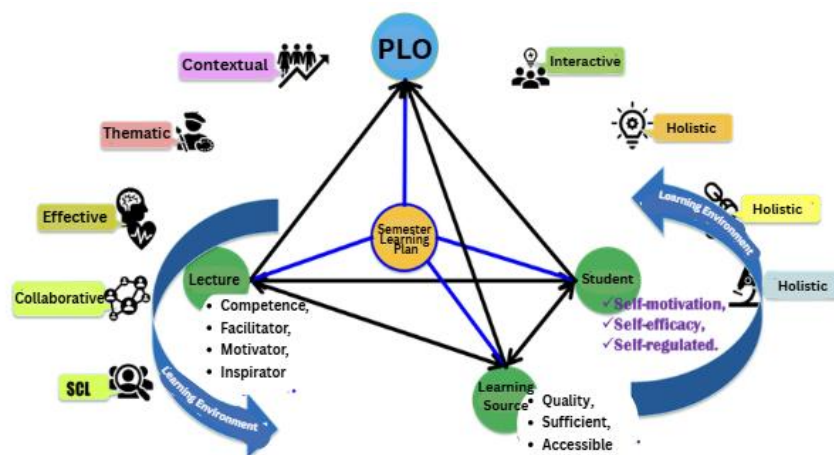 PLO
Contextual
Interactive
Thematic
Holistic
Effective
Semester
Learning
Plan
Learning Environment
Holistic
Lecture
Student
Collaborative
Holistic
• Competence,
• Facilitator,
• Motivator,
• Inspirator
✓Self-motivation,
✓Self-efficacy,
✓Self-regulated.
SCL
Learning Environment
Learning
Source
• Quality,
• Sufficient,
• Accessible